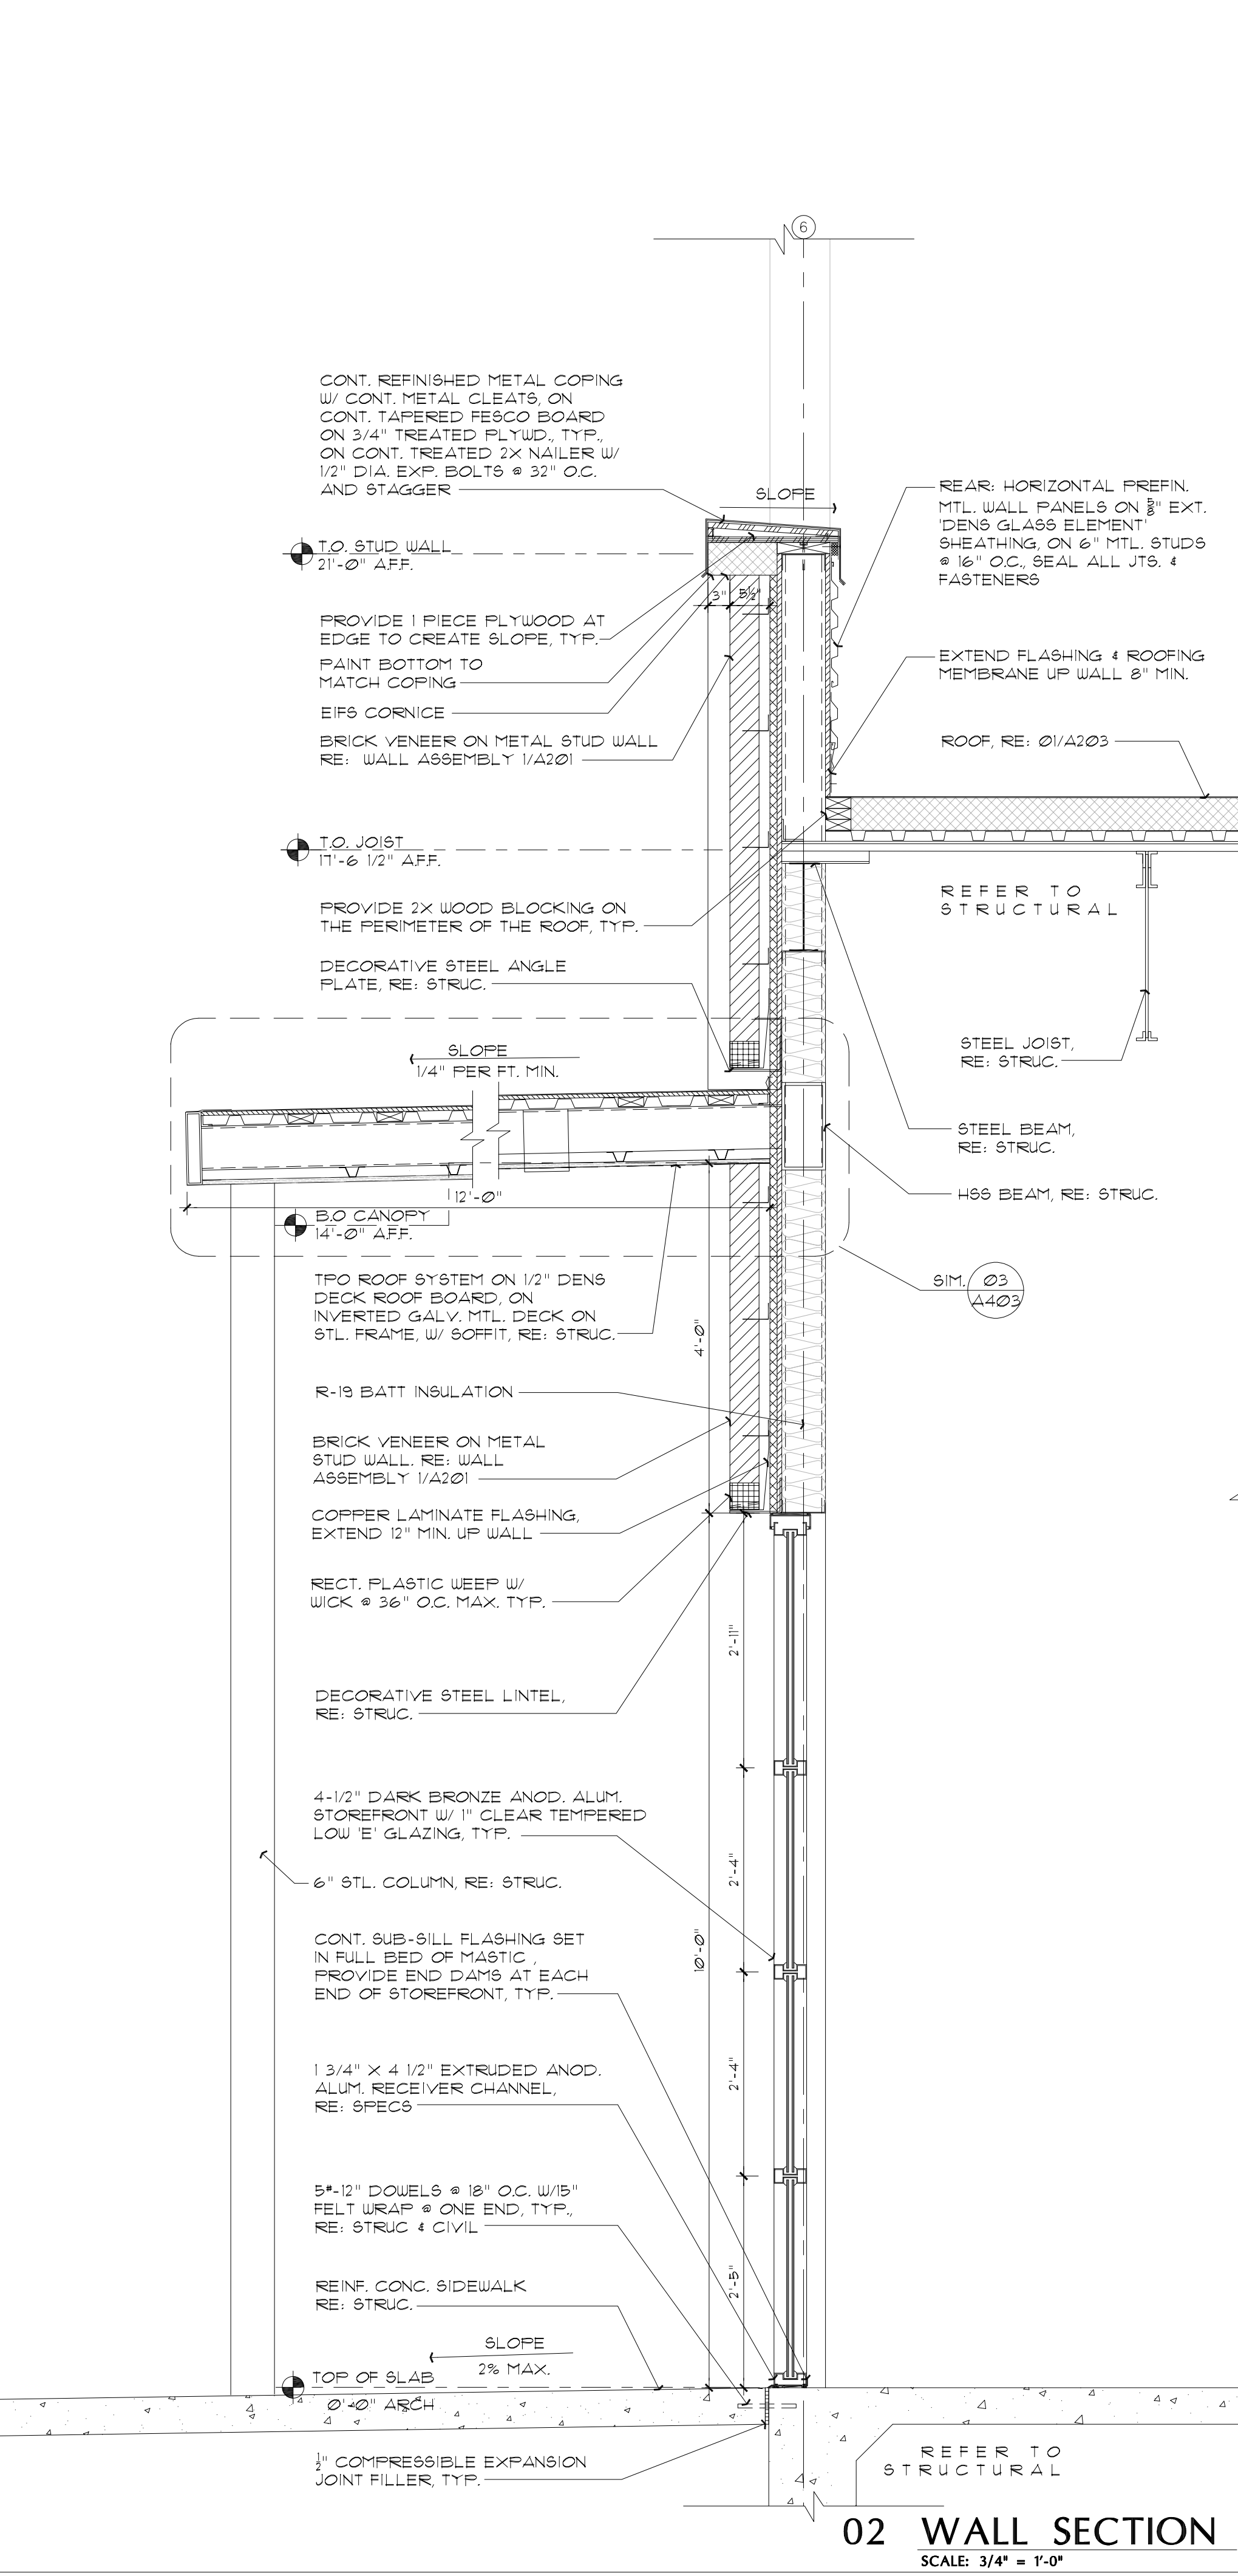 6
CONT. REFINISHED METAL COPING
W/ CONT. METAL CLEATS, ON
CONT. TAPERED FESCO BOARD
ON 3/4" TREATED PLYWD., TYP.,
ON CONT. TREATED 2X NAILER W/
1/2" DIA. EXP. BOLTS @ 32" O.C.
AND STAGGER
SLOPE
REAR: HORIZONTAL PREFIN.
MTL. WALL PANELS ON 5/8" EXT.
'DENS GLASS ELEMENT'
SHEATHING, ON 6" MTL. STUDS
@ 16" O.C., SEAL ALL JTS. &
FASTENERS
T.O. STUD WALL
21'-0" A.F.F.
3"
5½"
PROVIDE 1 PIECE PLYWOOD AT
EDGE TO CREATE SLOPE, TYP.
PAINT BOTTOM TO
MATCH COPING
EIFS CORNICE
BRICK VENEER ON METAL STUD WALL
RE: WALL ASSEMBLY 1/A201
EXTEND FLASHING & ROOFING
MEMBRANE UP WALL 8" MIN.
ROOF, RE: 01/A203
T.O. JOIST
17'-6 1/2" A.F.F.
PROVIDE 2X WOOD BLOCKING ON
THE PERIMETER OF THE ROOF, TYP.
REFER TO
STRUCTURAL
DECORATIVE STEEL ANGLE
PLATE, RE: STRUC.
STEEL JOIST,
RE: STRUC.
SLOPE
1/4" PER FT. MIN.
STEEL BEAM,
RE: STRUC.
HSS BEAM, RE: STRUC.
12'-0"
B.O CANOPY
14'-0" A.F.F.
SIM.
03
A403
TPO ROOF SYSTEM ON 1/2" DENS
DECK ROOF BOARD, ON
INVERTED GALV. MTL. DECK ON
STL. FRAME, W/ SOFFIT, RE: STRUC.
4'-0"
R-19 BATT INSULATION
BRICK VENEER ON METAL
STUD WALL. RE: WALL
ASSEMBLY 1/A201
COPPER LAMINATE FLASHING,
EXTEND 12" MIN. UP WALL
RECT. PLASTIC WEEP W/
WICK @ 36" O.C. MAX. TYP.
2'-11"
DECORATIVE STEEL LINTEL,
RE: STRUC.
4-1/2" DARK BRONZE ANOD. ALUM.
STOREFRONT W/ 1" CLEAR TEMPERED
LOW 'E' GLAZING, TYP.
2'-4"
6" STL. COLUMN, RE: STRUC.
10'-0"
CONT. SUB-SILL FLASHING SET
IN FULL BED OF MASTIC ,
PROVIDE END DAMS AT EACH
END OF STOREFRONT, TYP.
2'-4"
1 3/4" X 4 1/2" EXTRUDED ANOD.
ALUM. RECEIVER CHANNEL,
RE: SPECS
5#-12" DOWELS @ 18" O.C. W/15"
FELT WRAP @ ONE END, TYP.,
RE: STRUC & CIVIL
2'-5"
REINF. CONC. SIDEWALK
RE: STRUC.
SLOPE
2% MAX.
TOP OF SLAB
0'-0" ARCH
½" COMPRESSIBLE EXPANSION
JOINT FILLER, TYP.
REFER TO
STRUCTURAL
02 WALL SECTION
SCALE: 3/4" = 1'-0"